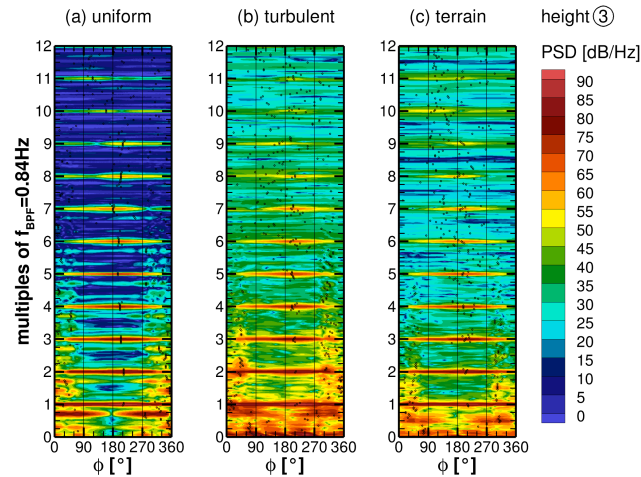 (a) uniform (b) turbulent (c) terrain height ③
PSD [dB/Hz]
multiples of f_BPF=0.84Hz
12 12 12
11 11 11
10 10 10
9 9 9
8 8 8
7 7 7
6 6 6
5 5 5
4 4 4
3 3 3
2 2 2
1 1 1
0 0 0
0 90 180 270 360 0 90 180 270 360 0 90 180 270 360
ϕ [°] ϕ [°] ϕ [°]
90
85
80
75
70
65
60
55
50
45
40
35
30
25
20
15
10
5
0